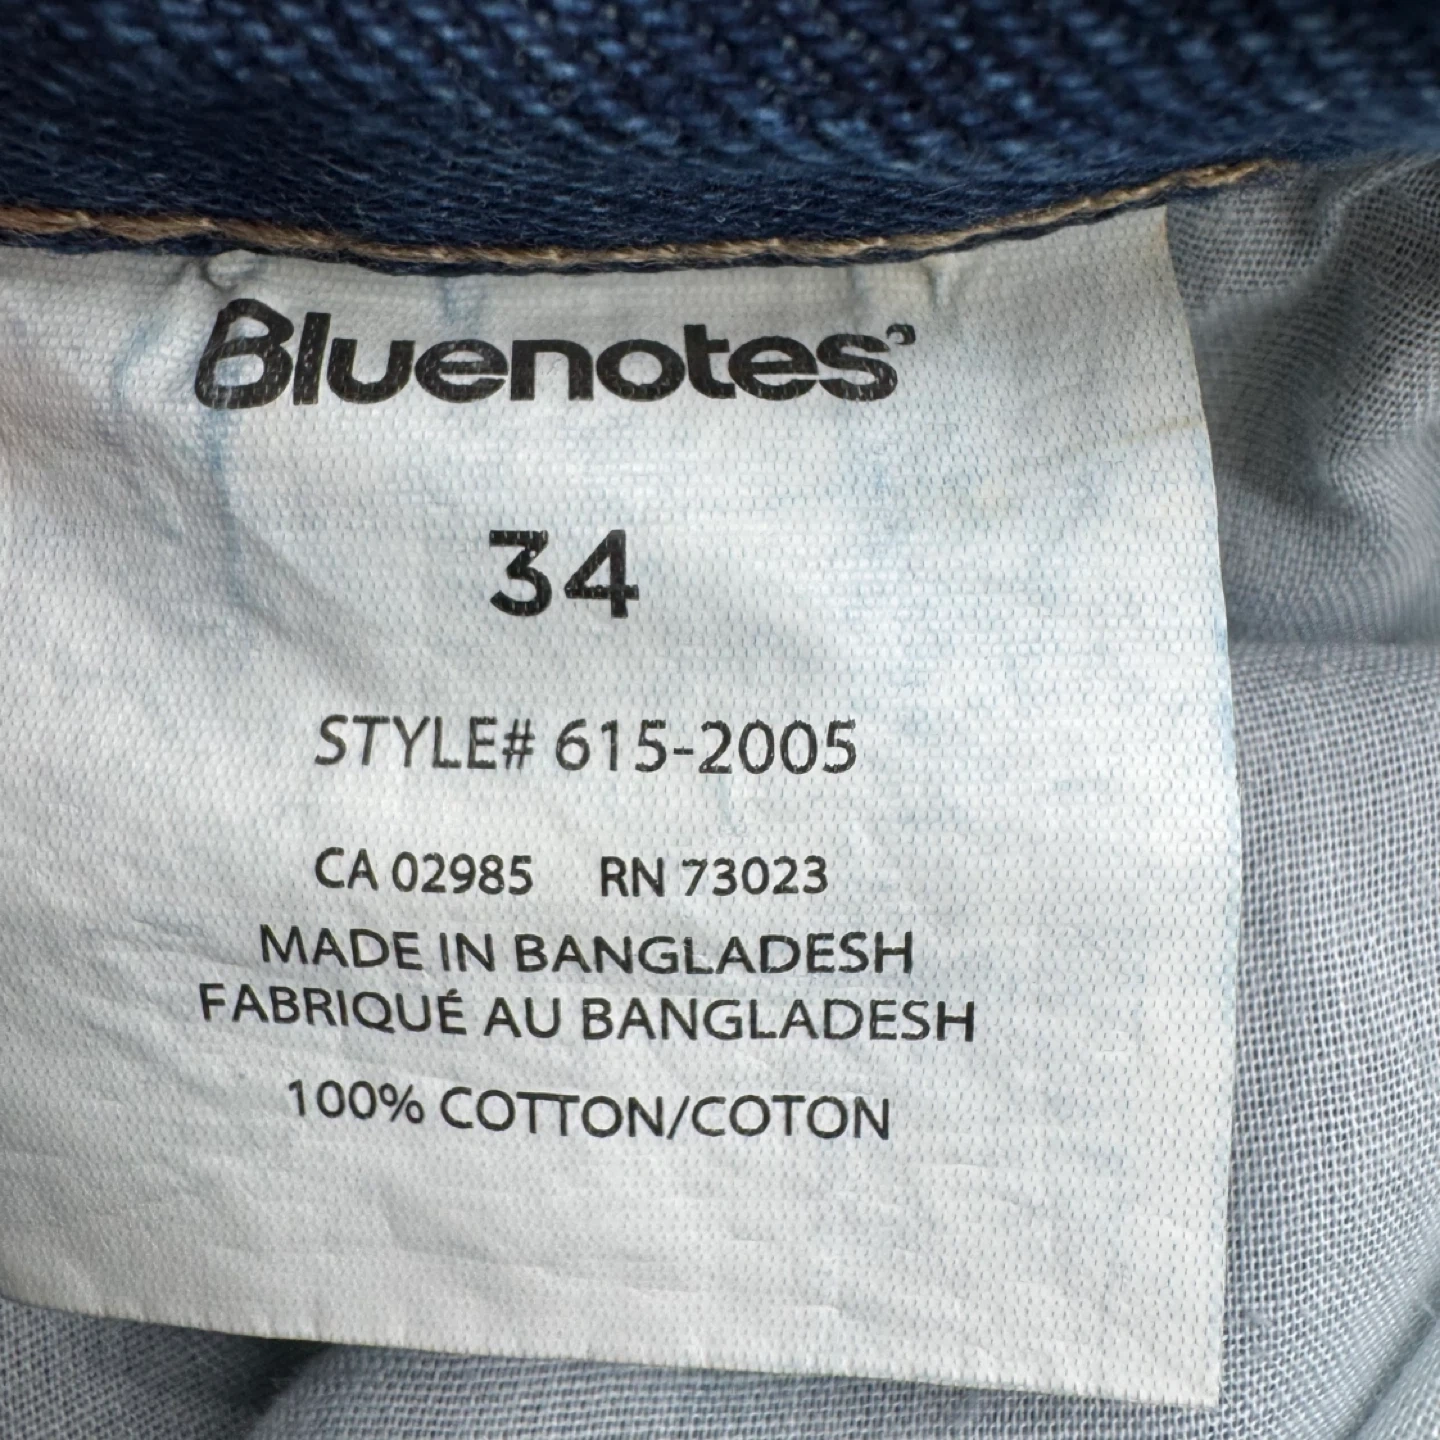 Bluenotes
34
STYLE# 615-2005
CA 02985 RN 73023
MADE IN BANGLADESH
FABRIQUÉ AU BANGLADESH
100% COTTON/COTON